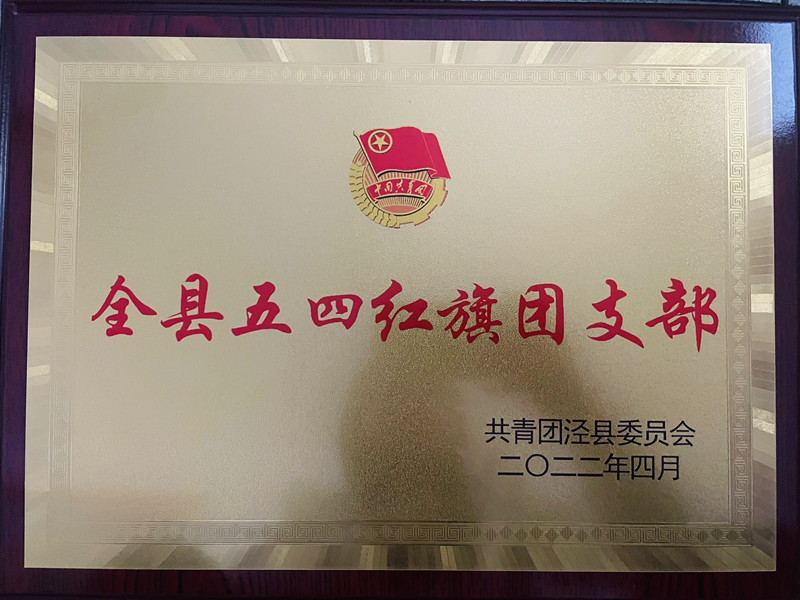 中国共青团
全县五四红旗团支部
共青团泾县委员会
二〇二二年四月